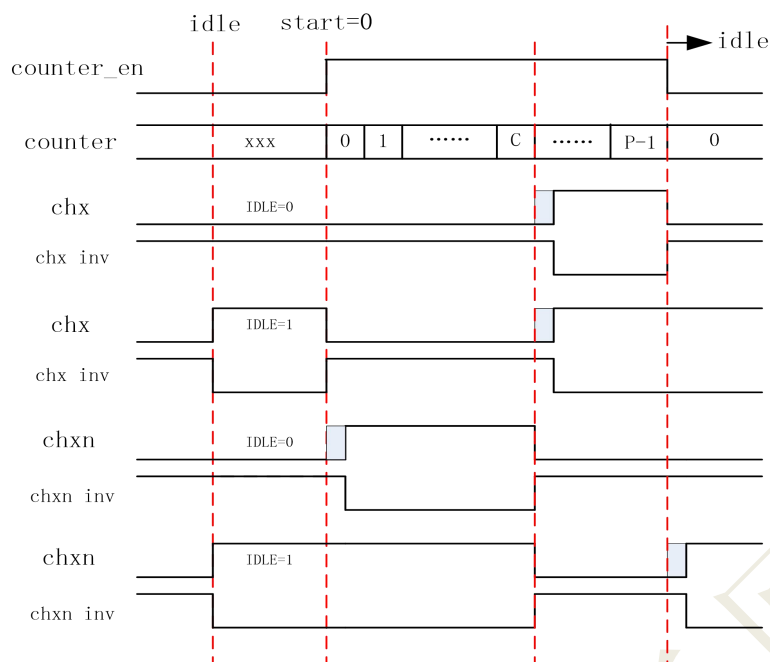 idle start=0
idle
counter_en
counter xxx 0 1 …… C …… P-1 0
chx IDLE=0
chx inv
chx IDLE=1
chx inv
chxn IDLE=0
chxn inv
chxn IDLE=1
chxn inv